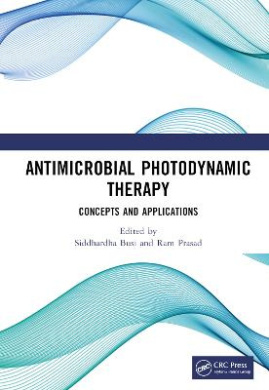 ANTIMICROBIAL PHOTODYNAMIC
THERAPY
CONCEPTS AND APPLICATIONS
Edited by
Siddhardha Busi and Ram Prasad
CRC Press